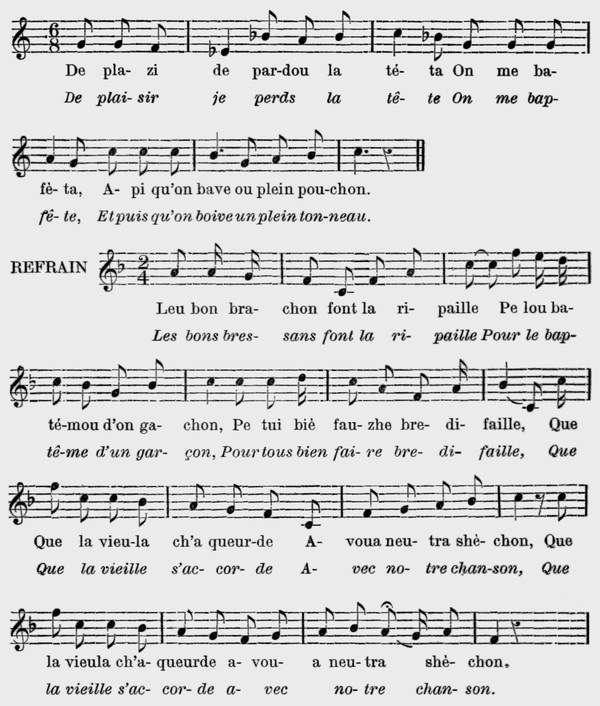 De pla- zi de par-dou la té- ta On me ba-
De plai- sir je perds la tê- te On me bap-
fè- ta, A- pi qu'on bave ou plein pou-chon.
fê- te, Et puis qu'on boive un plein ton-neau.
REFRAIN
Leu bon bra- chon font la ri- paille Pe lou ba-
Les bons bres- sans font la ri- paille Pour le bap-
té-mou d'on ga- chon, Pe tui biè fau-zhe bre-di- faille, Que
tê-me d'un gar- çon, Pour tous bien fai- re bre- di- faille, Que
Que la vieu-la ch'a queur-de A- voua neu- tra shè- chon, Que
Que la vieille s'ac- cor- de A- vec no- tre chan-son, Que
la vieula ch'a-queurde a- vou- a neu- tra shè- chon.
la vieille s'ac- cor- de a- vec no- tre chan- son.